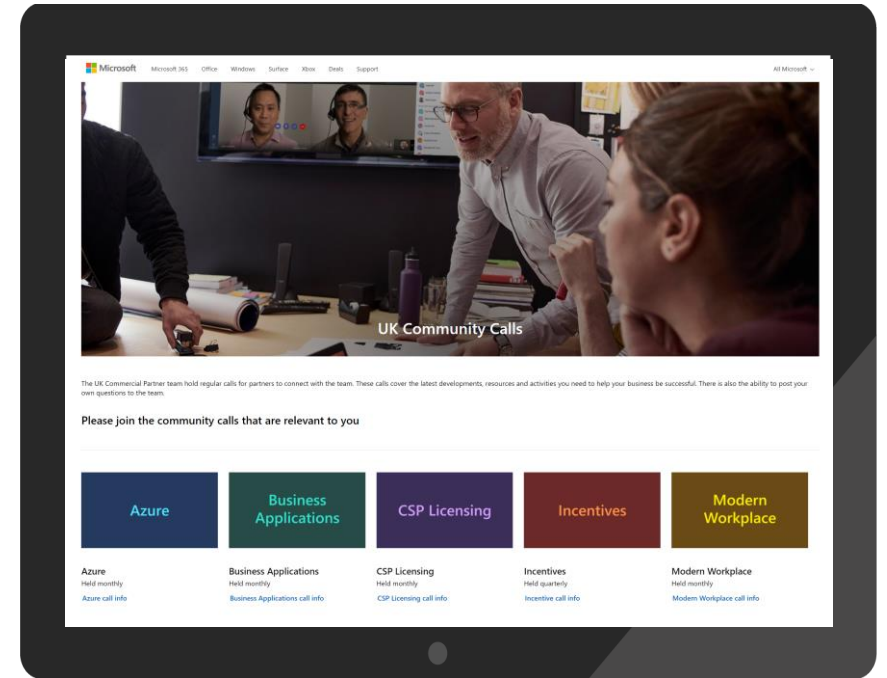 Microsoft Microsoft 365 Office Windows Surface Xbox Deals Support All Microsoft
UK Community Calls
The UK Commercial Partner team hold regular calls for partners to connect with the team. These calls cover the latest developments, resources and activities you need to help your business be successful. There is also the ability to post your
own questions to the team.
Please join the community calls that are relevant to you
Azure
Business
Applications
CSP Licensing
Incentives
Modern
Workplace
Azure
Held monthly
Azure call info
Business Applications
Held monthly
Business Applications call info
CSP Licensing
Held monthly
CSP Licensing call info
Incentives
Held quarterly
Incentive call info
Modern Workplace
Held monthly
Modern Workplace call info